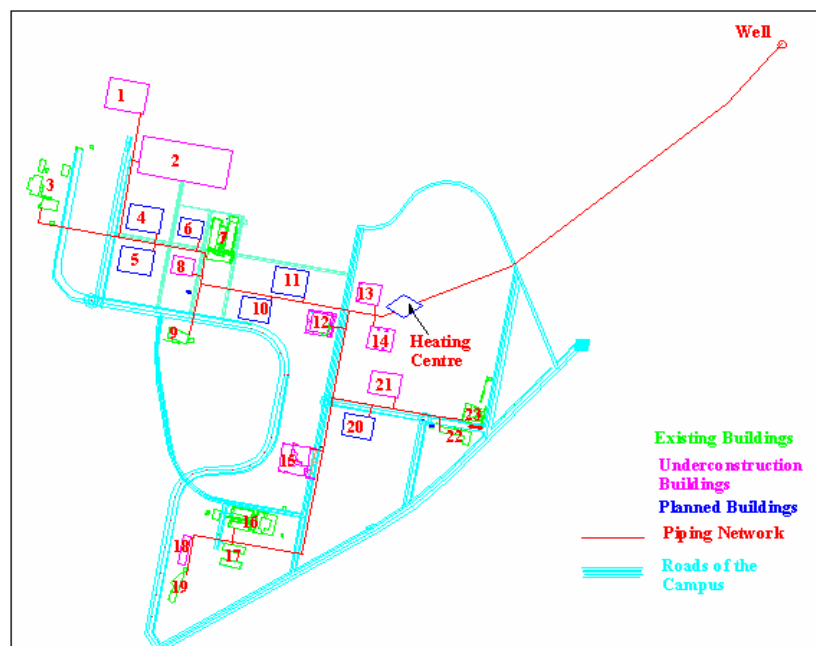 Well
1
2
3
4
6
7
5
8
11
13
10
12
14
9
Heating
Centre
21
23
20
22
15
16
18
17
19
Existing Buildings
Underconstruction
Buildings
Planned Buildings
Piping Network
Roads of the
Campus